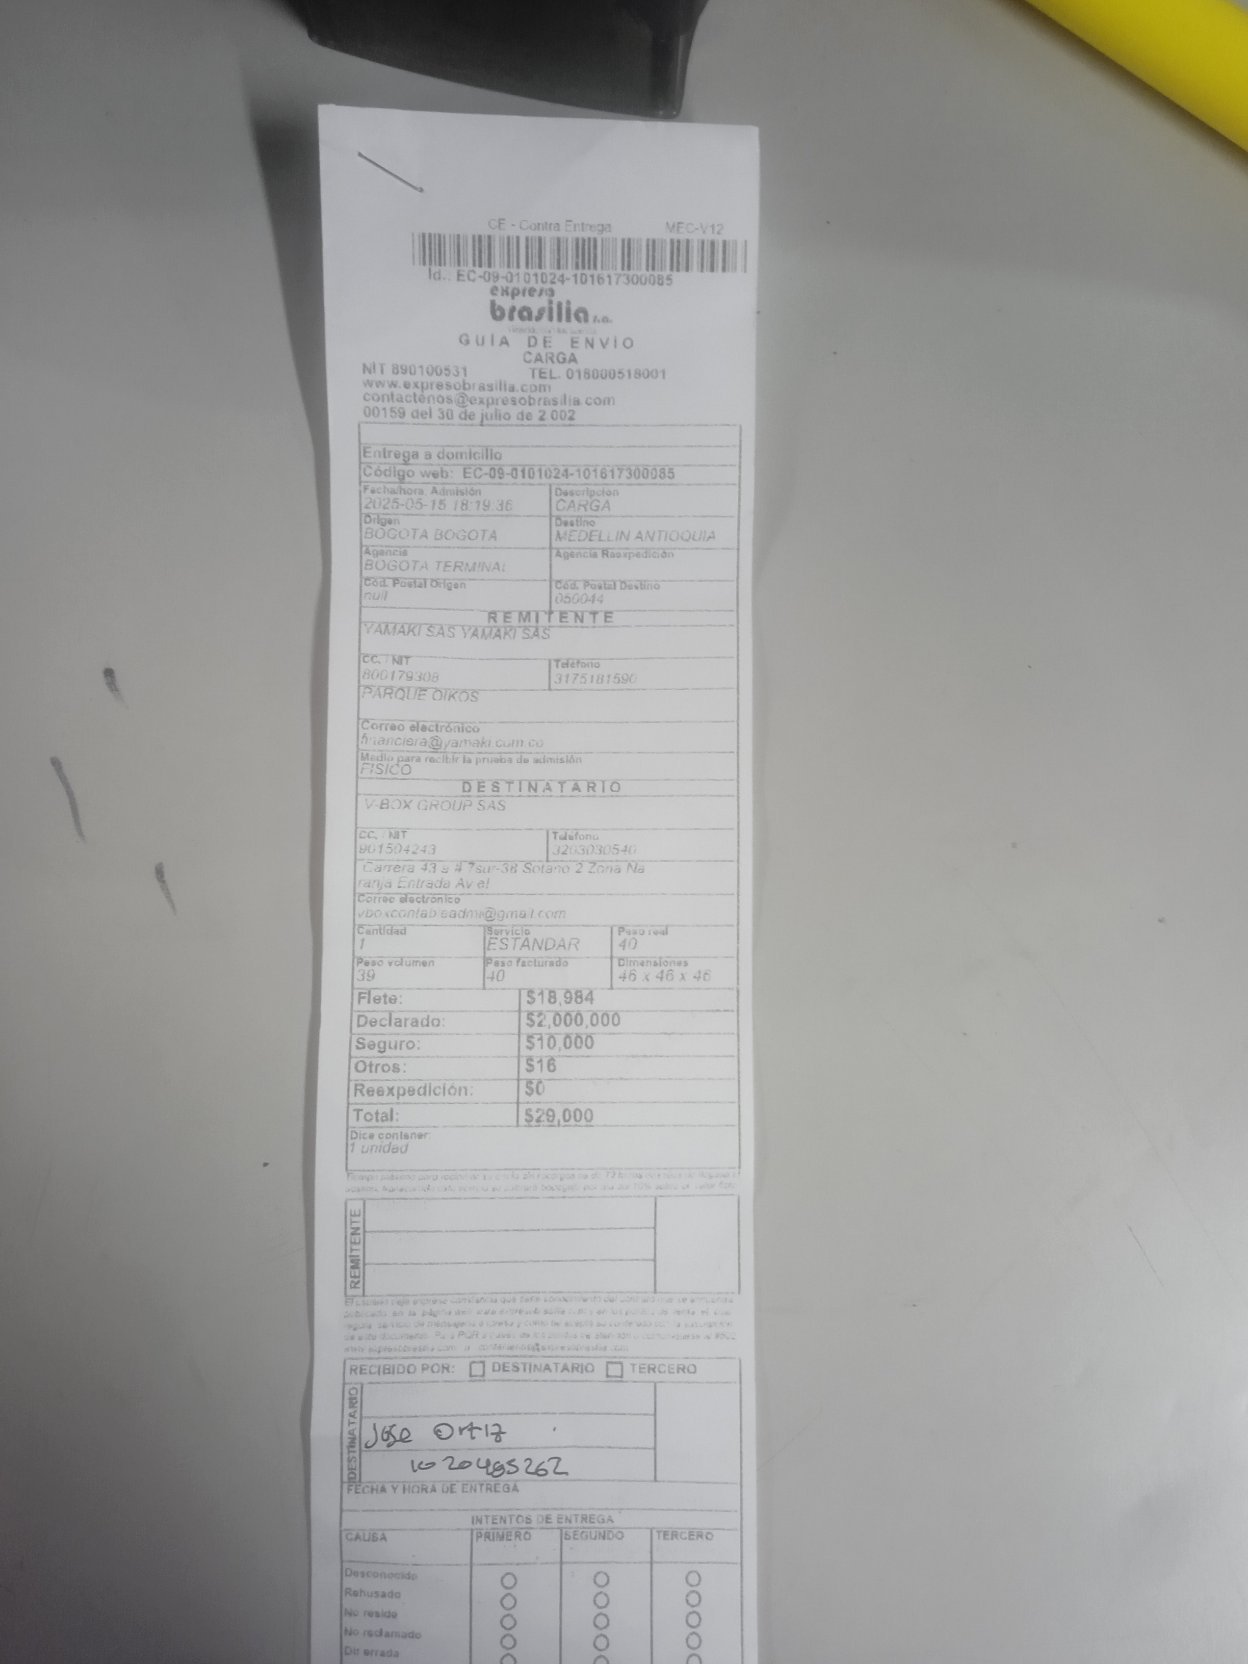 CE - Contra Entrega MEC-V12
Id.: EC-09-0101024-101617300085
expreso
brasilia s.a.
GUIA DE ENVIO
CARGA
NIT 890100531 TEL. 018000518001
www.expresobrasilia.com
contactenos@expresobrasilia.com
00159 del 30 de julio de 2.002
Entrega a domicilio
Código web: EC-09-0101024-101617300085
Fecha/hora. Admisión Descripcion
2025-05-15 18:19:36 CARGA
Origen Destino
BOGOTA BOGOTA MEDELLIN ANTIOQUIA
Agencia Agencia Reexpedición
BOGOTA TERMINAL
Cód. Postal Origen Cód. Postal Destino
null 050044
REMITENTE
YAMAKI SAS YAMAKI SAS
CC. / NIT Telefono
800179308 3175181590
PARQUE OIKOS
Correo electrónico
financiera@yamaki.com.co
Medio para recibir la prueba de admisión
FISICO
DESTINATARIO
V-BOX GROUP SAS
CC. / NIT Telefono
901504243 3203030540
Carrera 43 a # 7sur-38 Sotano 2 Zona Na
ranja Entrada Av el
Correo electrónico
Cantidad Servicio Peso real
1 ESTANDAR 40
Peso volumen Peso facturado Dimensiones
39 40 46 x 46 x 46
Flete: $18,984
Declarado: $2,000,000
Seguro: $10,000
Otros: $16
Reexpedición: $0
Total: $29,000
Dice contener:
1 unidad
REMITENTE
RECIBIDO POR: DESTINATARIO TERCERO
DESTINATARIO
Jose Ortiz
1020485262
FECHA Y HORA DE ENTREGA
INTENTOS DE ENTREGA
CAUSA PRIMERO SEGUNDO TERCERO
Desconocido
Rehusado
No reside
No reclamado
Dir errada